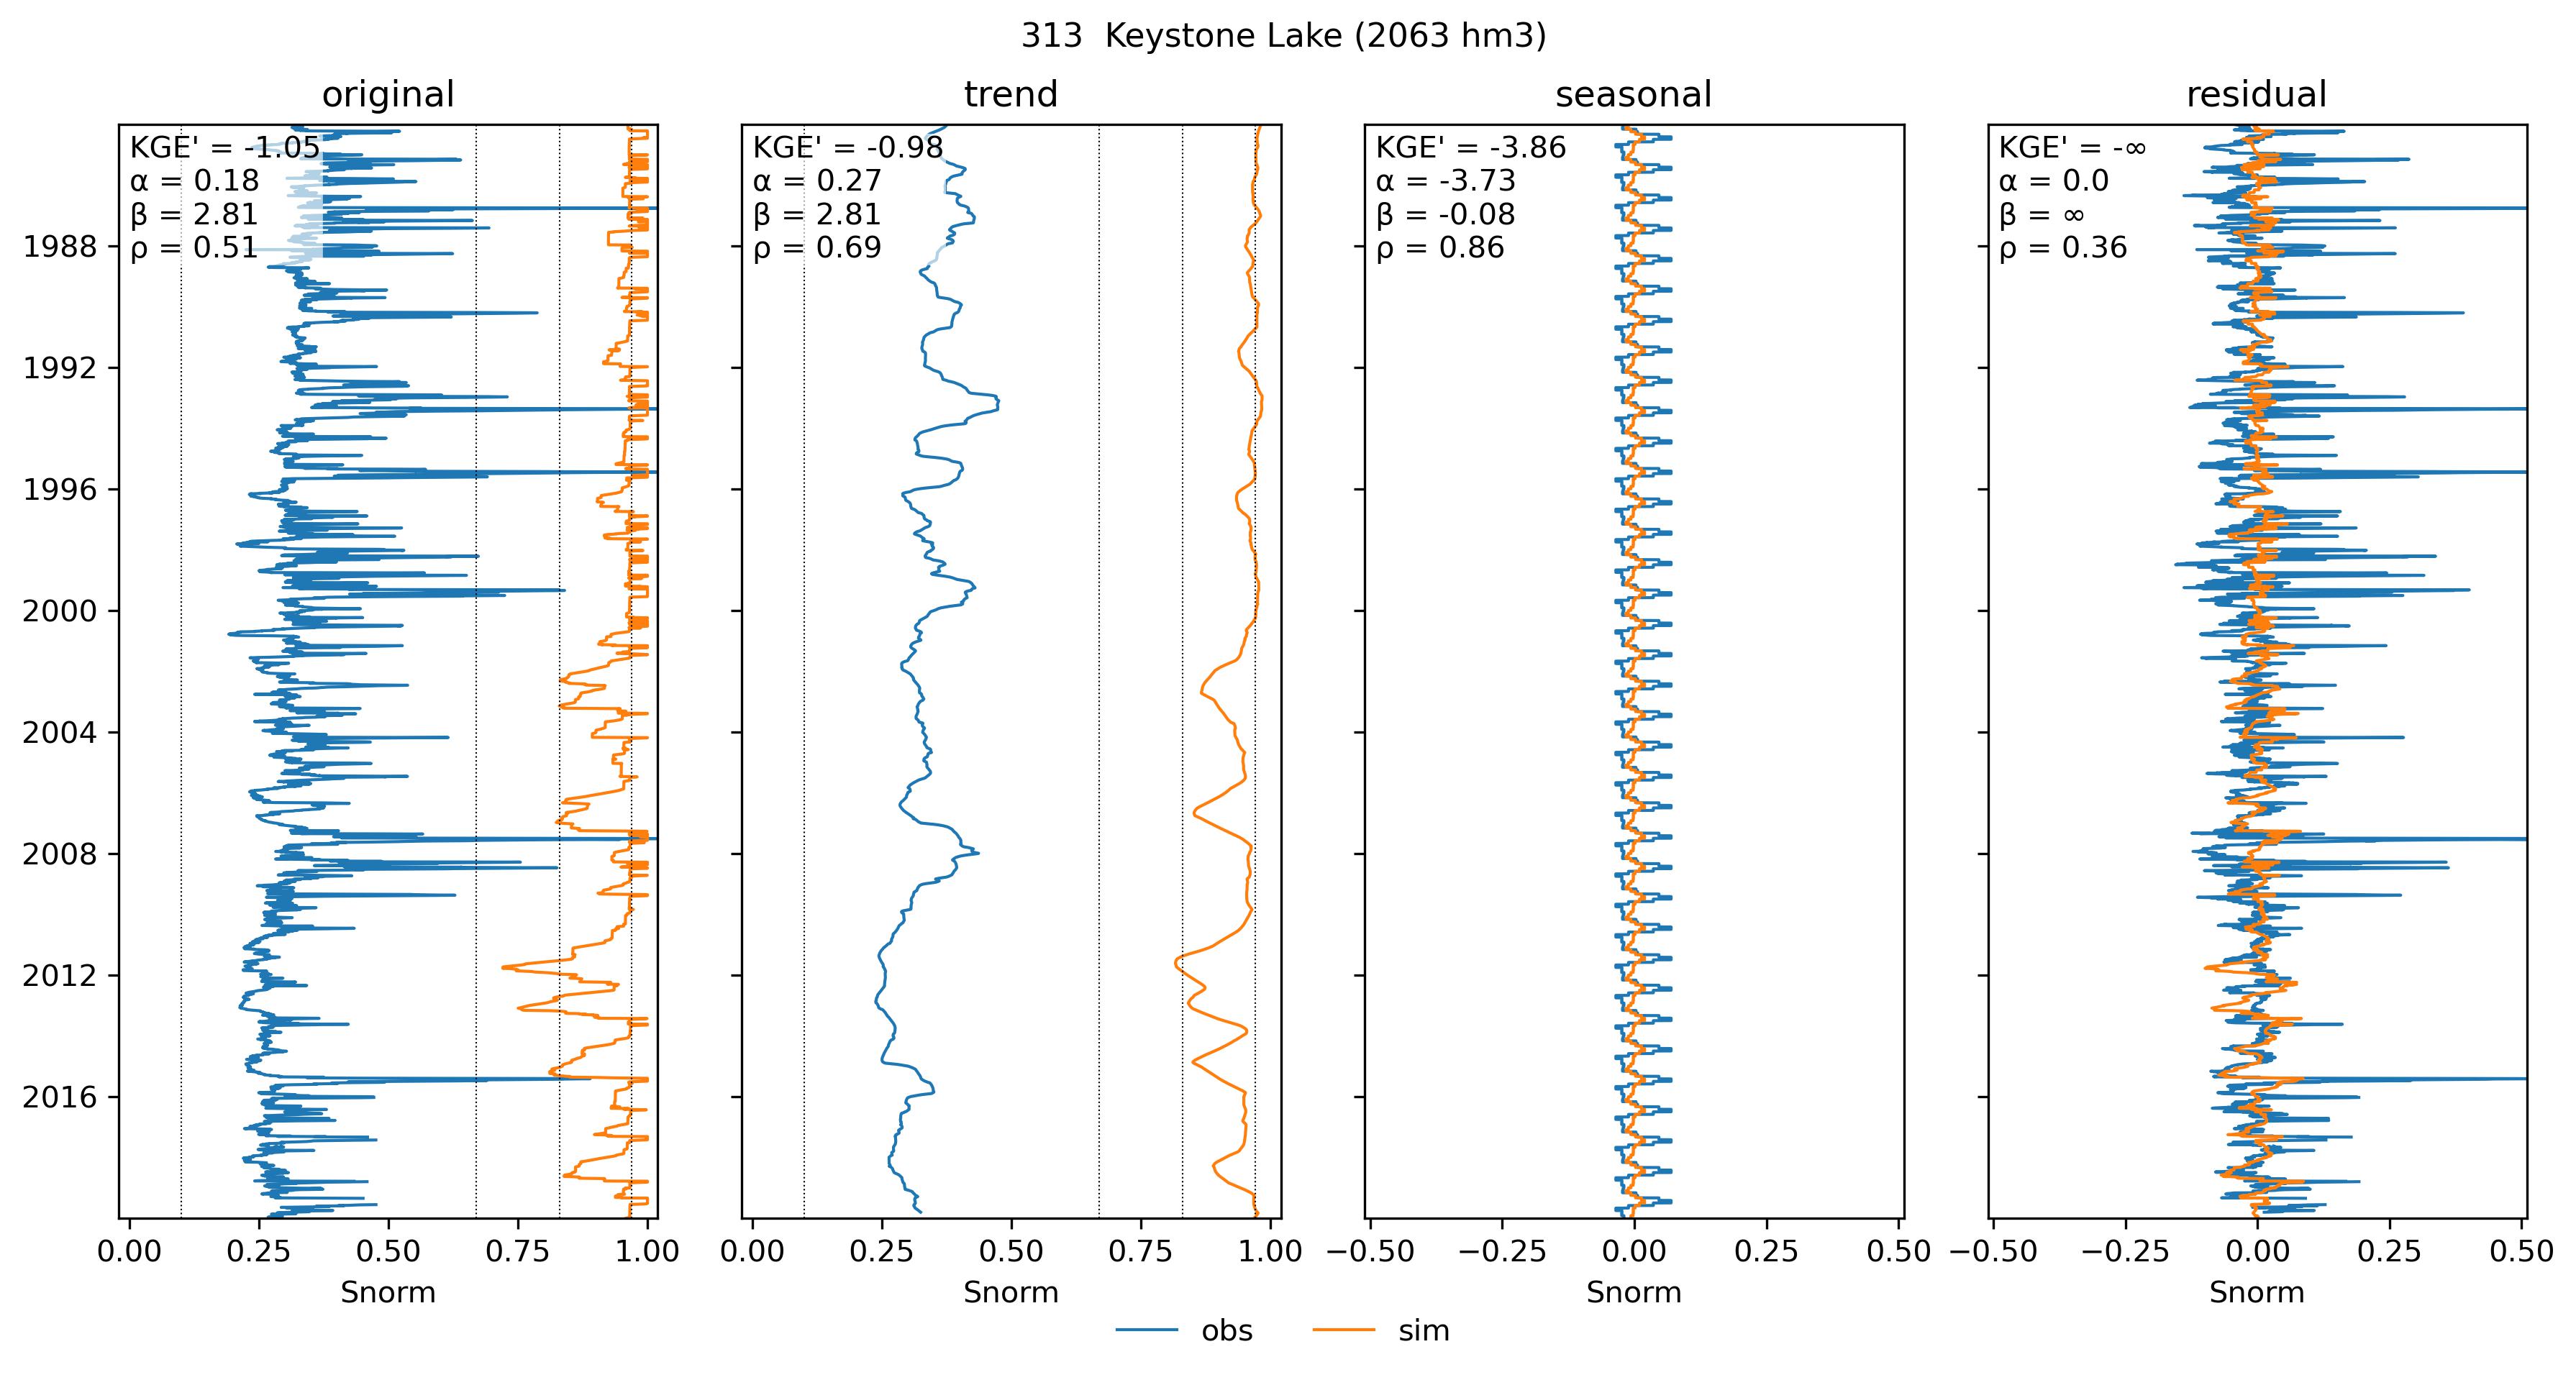 313  Keystone Lake (2063 hm3)
original
trend
seasonal
residual
KGE' = -1.05
α = 0.18
β = 2.81
ρ = 0.51
KGE' = -0.98
α = 0.27
β = 2.81
ρ = 0.69
KGE' = -3.86
α = -3.73
β = -0.08
ρ = 0.86
KGE' = -∞
α = 0.0
β = ∞
ρ = 0.36
1988
1992
1996
2000
2004
2008
2012
2016
0.00 0.25 0.50 0.75 1.00
0.00 0.25 0.50 0.75 1.00
−0.50 −0.25 0.00 0.25 0.50
−0.50 −0.25 0.00 0.25 0.50
Snorm
Snorm
Snorm
Snorm
obs
sim